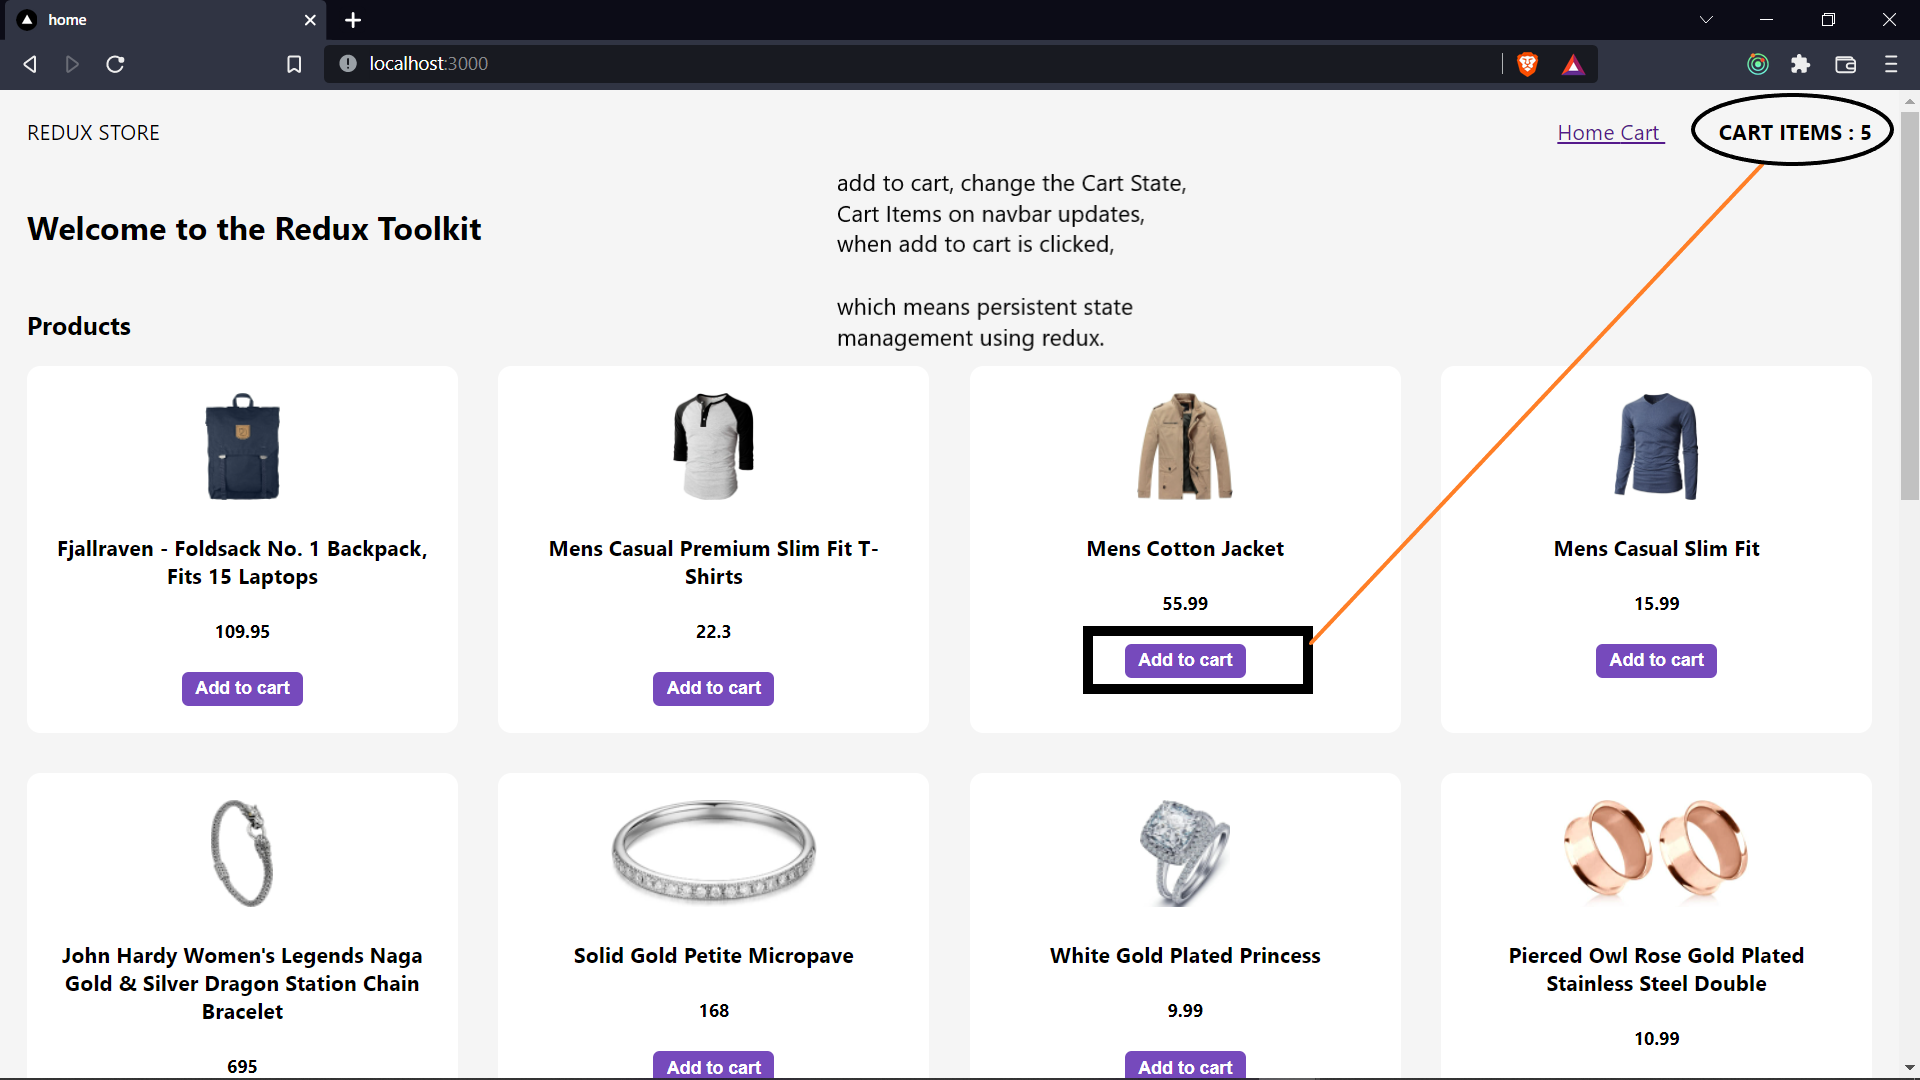 home
localhost:3000
REDUX STORE
Home Cart
CART ITEMS : 5
add to cart, change the Cart State,
Cart Items on navbar updates,
when add to cart is clicked,
which means persistent state
management using redux.
Welcome to the Redux Toolkit
Products
Fjallraven - Foldsack No. 1 Backpack,
Fits 15 Laptops
109.95
Add to cart
Mens Casual Premium Slim Fit T-
Shirts
22.3
Add to cart
Mens Cotton Jacket
55.99
Add to cart
Mens Casual Slim Fit
15.99
Add to cart
John Hardy Women's Legends Naga
Gold & Silver Dragon Station Chain
Bracelet
695
Solid Gold Petite Micropave
168
Add to cart
White Gold Plated Princess
9.99
Add to cart
Pierced Owl Rose Gold Plated
Stainless Steel Double
10.99